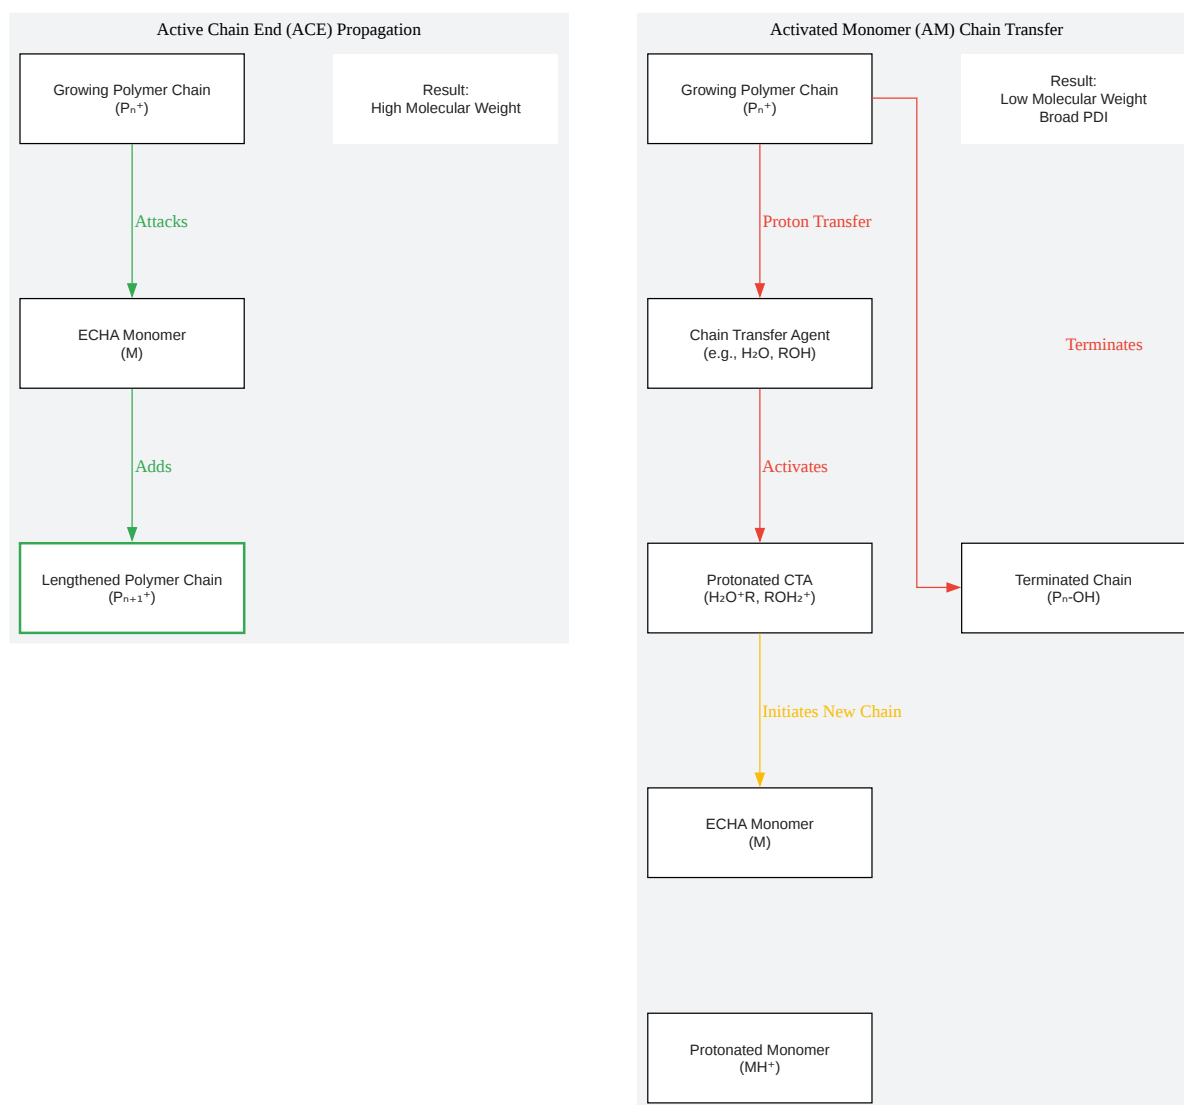 Active Chain End (ACE) Propagation
Growing Polymer Chain
(Pₙ⁺)
Result:
High Molecular Weight
Attacks
ECHA Monomer
(M)
Adds
Lengthened Polymer Chain
(Pₙ₊₁⁺)
Activated Monomer (AM) Chain Transfer
Growing Polymer Chain
(Pₙ⁺)
Result:
Low Molecular Weight
Broad PDI
Proton Transfer
Chain Transfer Agent
(e.g., H₂O, ROH)
Terminates
Activates
Protonated CTA
(H₂O⁺R, ROH₂⁺)
Terminated Chain
(Pₙ-OH)
Initiates New Chain
ECHA Monomer
(M)
Protonated Monomer
(MH⁺)